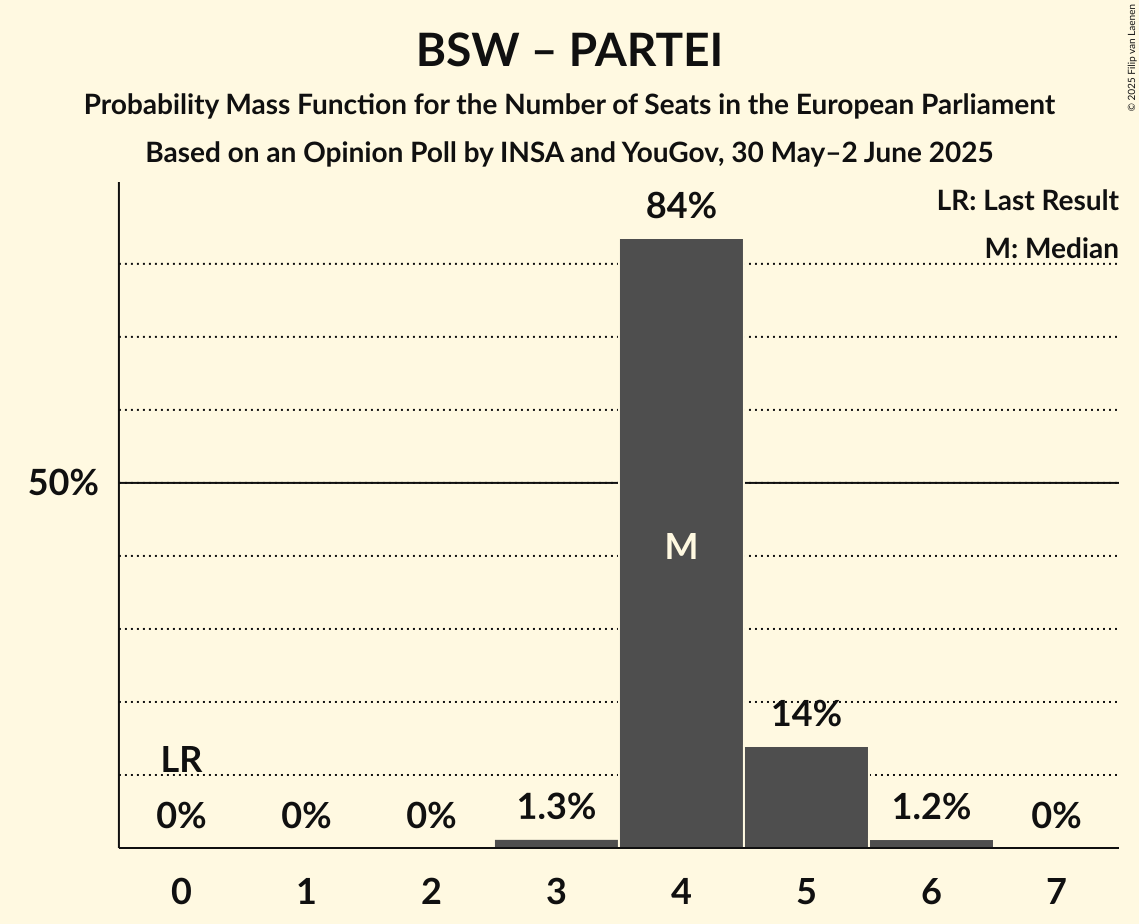 BSW – PARTEI
Probability Mass Function for the Number of Seats in the European Parliament
Based on an Opinion Poll by INSA and YouGov, 30 May–2 June 2025
© 2025 Filip van Laenen
LR: Last Result
M: Median
84%
50%
M
14%
LR
0% 0% 0% 1.3% 1.2% 0%
0 1 2 3 4 5 6 7